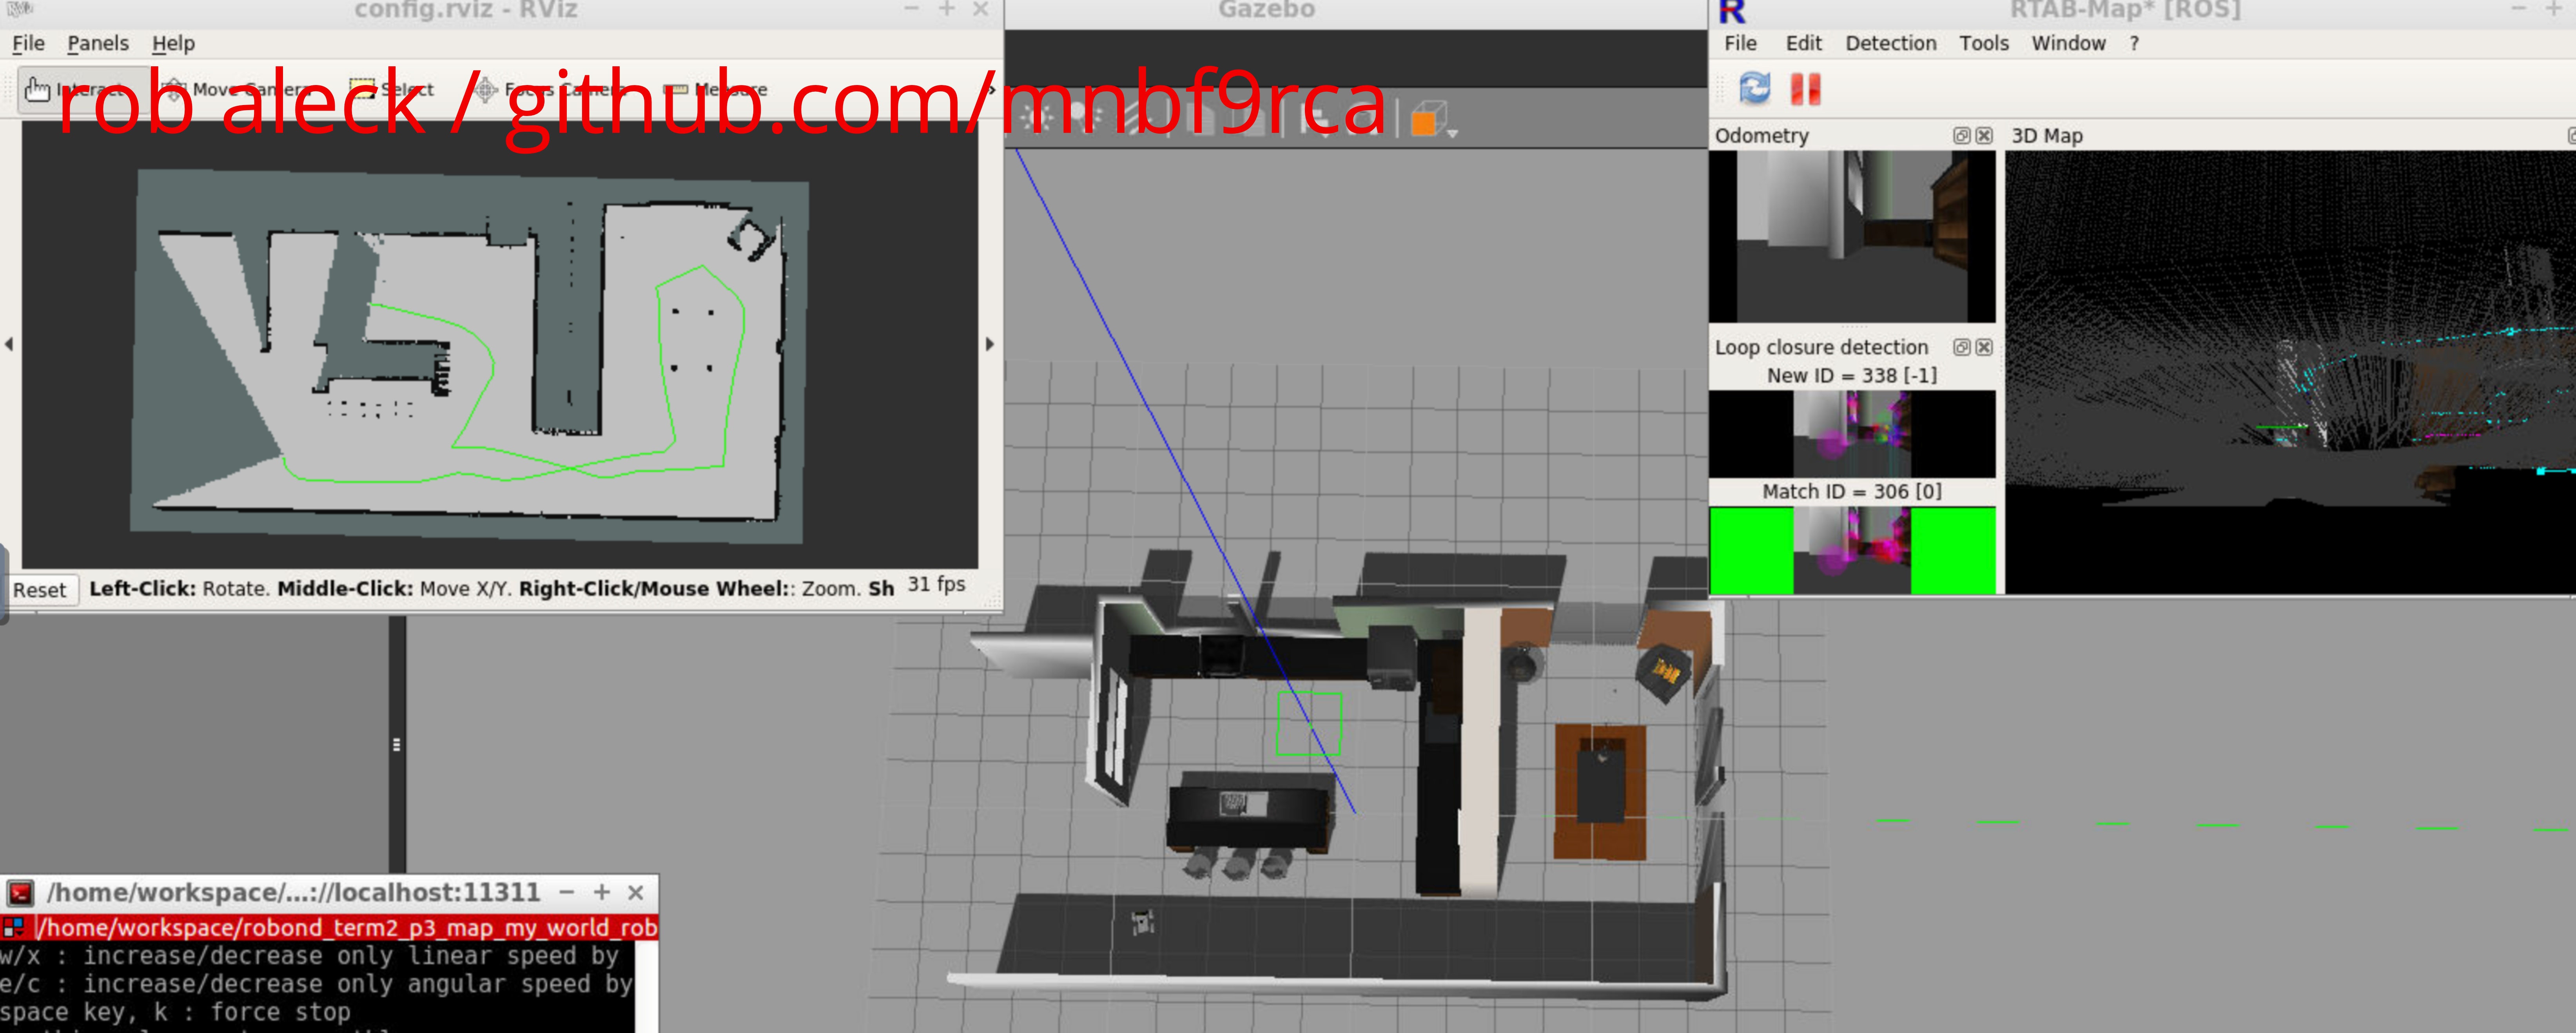 config.rviz - RViz
File Panels Help
Interact Move Camera Select Focus Camera Measure
rob aleck / github.com/mnbf9rca
Reset Left-Click: Rotate. Middle-Click: Move X/Y. Right-Click/Mouse Wheel:: Zoom. Sh 31 fps
Gazebo
RTAB-Map* [ROS]
File Edit Detection Tools Window ?
Odometry
3D Map
Loop closure detection
New ID = 338 [-1]
Match ID = 306 [0]
/home/workspace/...://localhost:11311
/home/workspace/robond_term2_p3_map_my_world_rob
w/x : increase/decrease only linear speed by
e/c : increase/decrease only angular speed by
space key, k : force stop